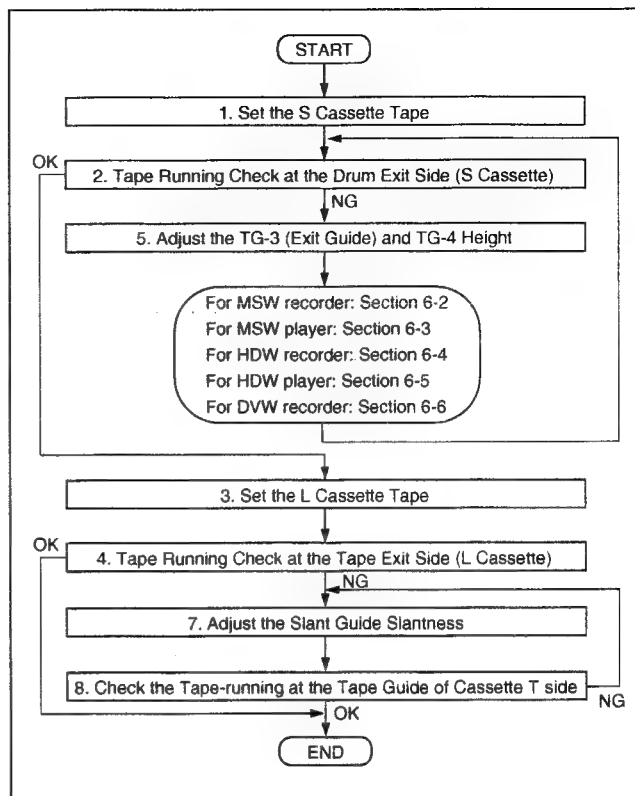 START
1. Set the S Cassette Tape
OK
2. Tape Running Check at the Drum Exit Side (S Cassette)
NG
5. Adjust the TG-3 (Exit Guide) and TG-4 Height
For MSW recorder: Section 6-2
For MSW player: Section 6-3
For HDW recorder: Section 6-4
For HDW player: Section 6-5
For DVW recorder: Section 6-6
3. Set the L Cassette Tape
OK
4. Tape Running Check at the Tape Exit Side (L Cassette)
NG
7. Adjust the Slant Guide Slantness
8. Check the Tape-running at the Tape Guide of Cassette T side
NG
OK
END